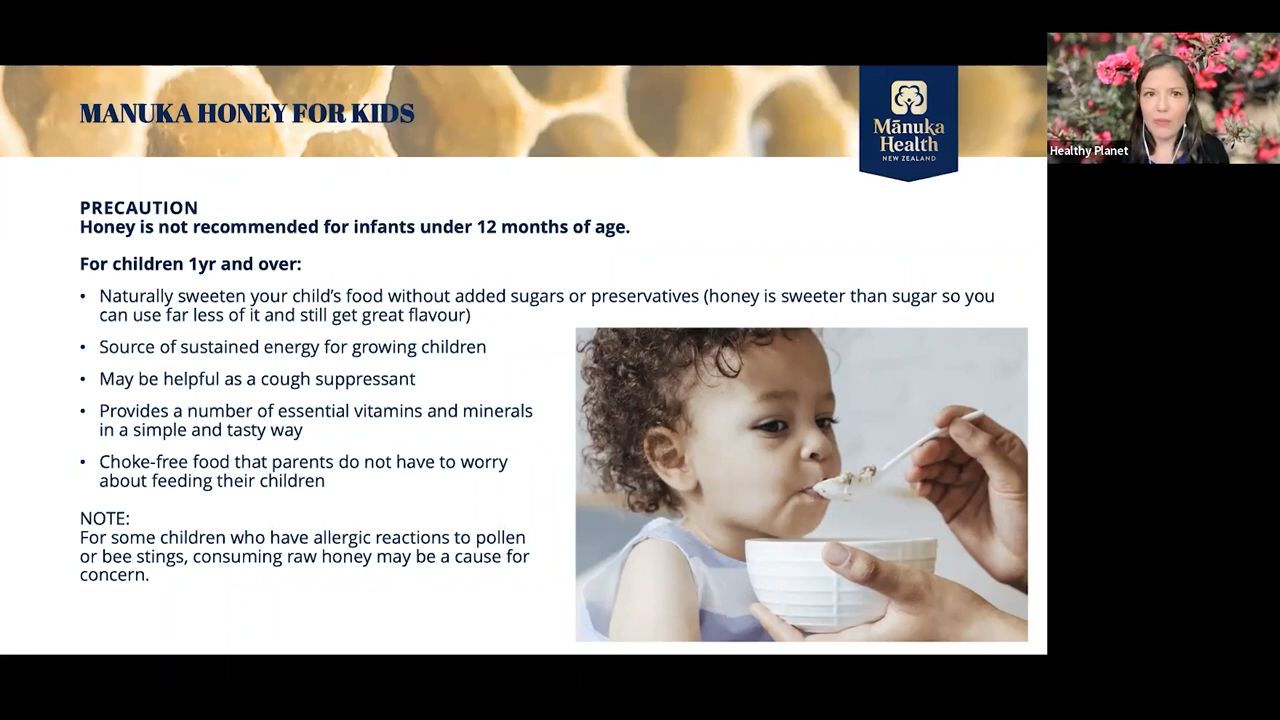 MANUKA HONEY FOR KIDS
Mānuka
Health
NEW ZEALAND
Healthy Planet
PRECAUTION
Honey is not recommended for infants under 12 months of age.
For children 1yr and over:
• Naturally sweeten your child's food without added sugars or preservatives (honey is sweeter than sugar so you
can use far less of it and still get great flavour)
• Source of sustained energy for growing children
• May be helpful as a cough suppressant
• Provides a number of essential vitamins and minerals
in a simple and tasty way
• Choke-free food that parents do not have to worry
about feeding their children
NOTE:
For some children who have allergic reactions to pollen
or bee stings, consuming raw honey may be a cause for
concern.